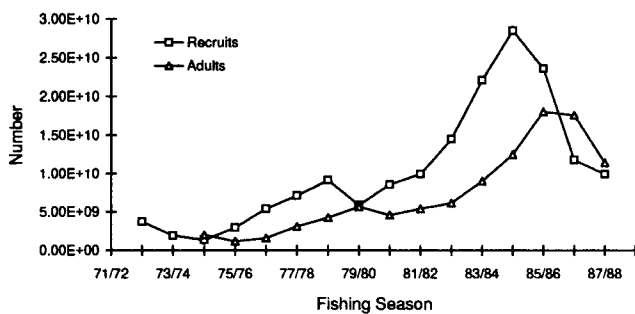 3.00E+10
2.50E+10
2.00E+10
1.50E+10
1.00E+10
5.00E+09
0.00E+00
Number
Recruits
Adults
71/72 73/74 75/76 77/78 79/80 81/82 83/84 85/86 87/88
Fishing Season